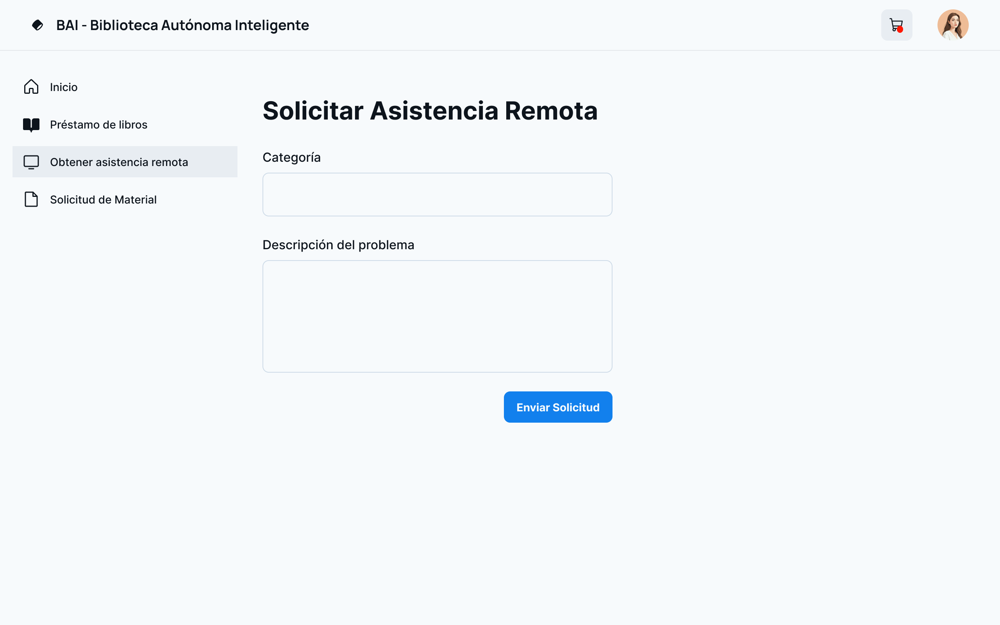 BAI - Biblioteca Autónoma Inteligente
Inicio
Préstamo de libros
Obtener asistencia remota
Solicitud de Material
Solicitar Asistencia Remota
Categoría
Descripción del problema
Enviar Solicitud